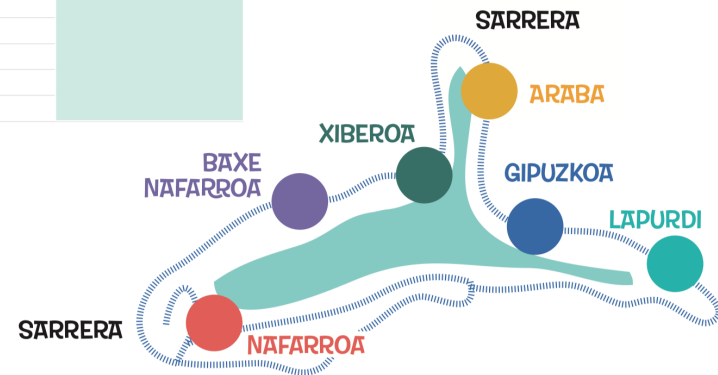 SARRERA
ARABA
XIBEROA
BAXE
NAFARROA
GIPUZKOA
LAPURDI
SARRERA
NAFARROA